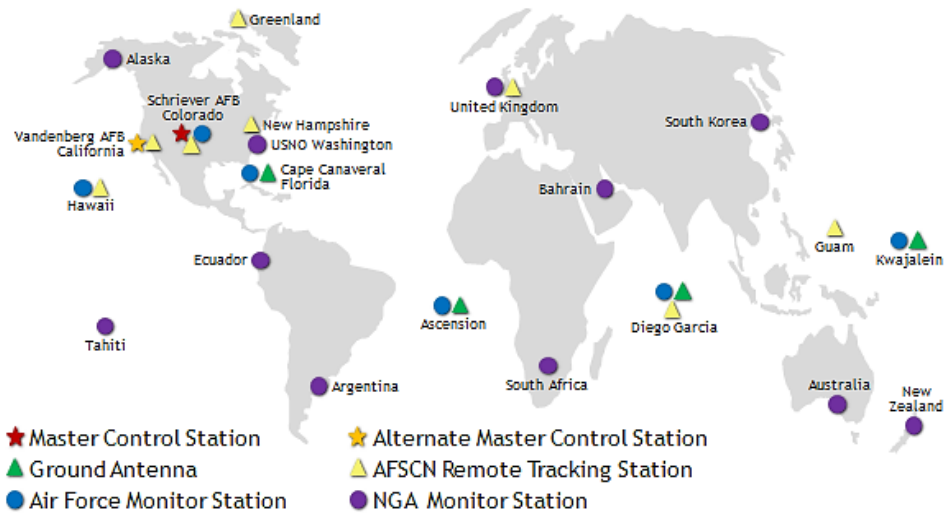 Greenland
Alaska
Schriever AFB
Colorado
New Hampshire
Vandenberg AFB
California
USNO Washington
Cape Canaveral
Florida
Hawaii
United Kingdom
South Korea
Bahrain
Guam
Kwajalein
Ecuador
Ascension
Diego Garcia
Tahiti
Argentina
South Africa
Australia
New
Zealand
Master Control Station
Alternate Master Control Station
Ground Antenna
AFSCN Remote Tracking Station
Air Force Monitor Station
NGA Monitor Station